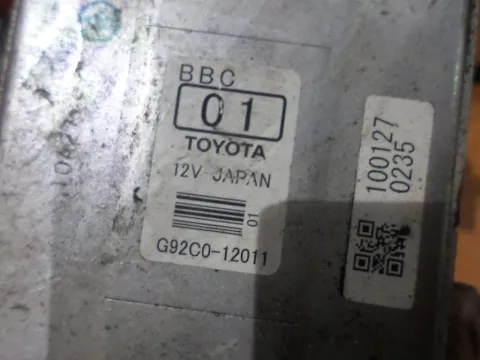 BBC
01
TOYOTA
12V JAPAN
01
G92C0-12011
100127
0235